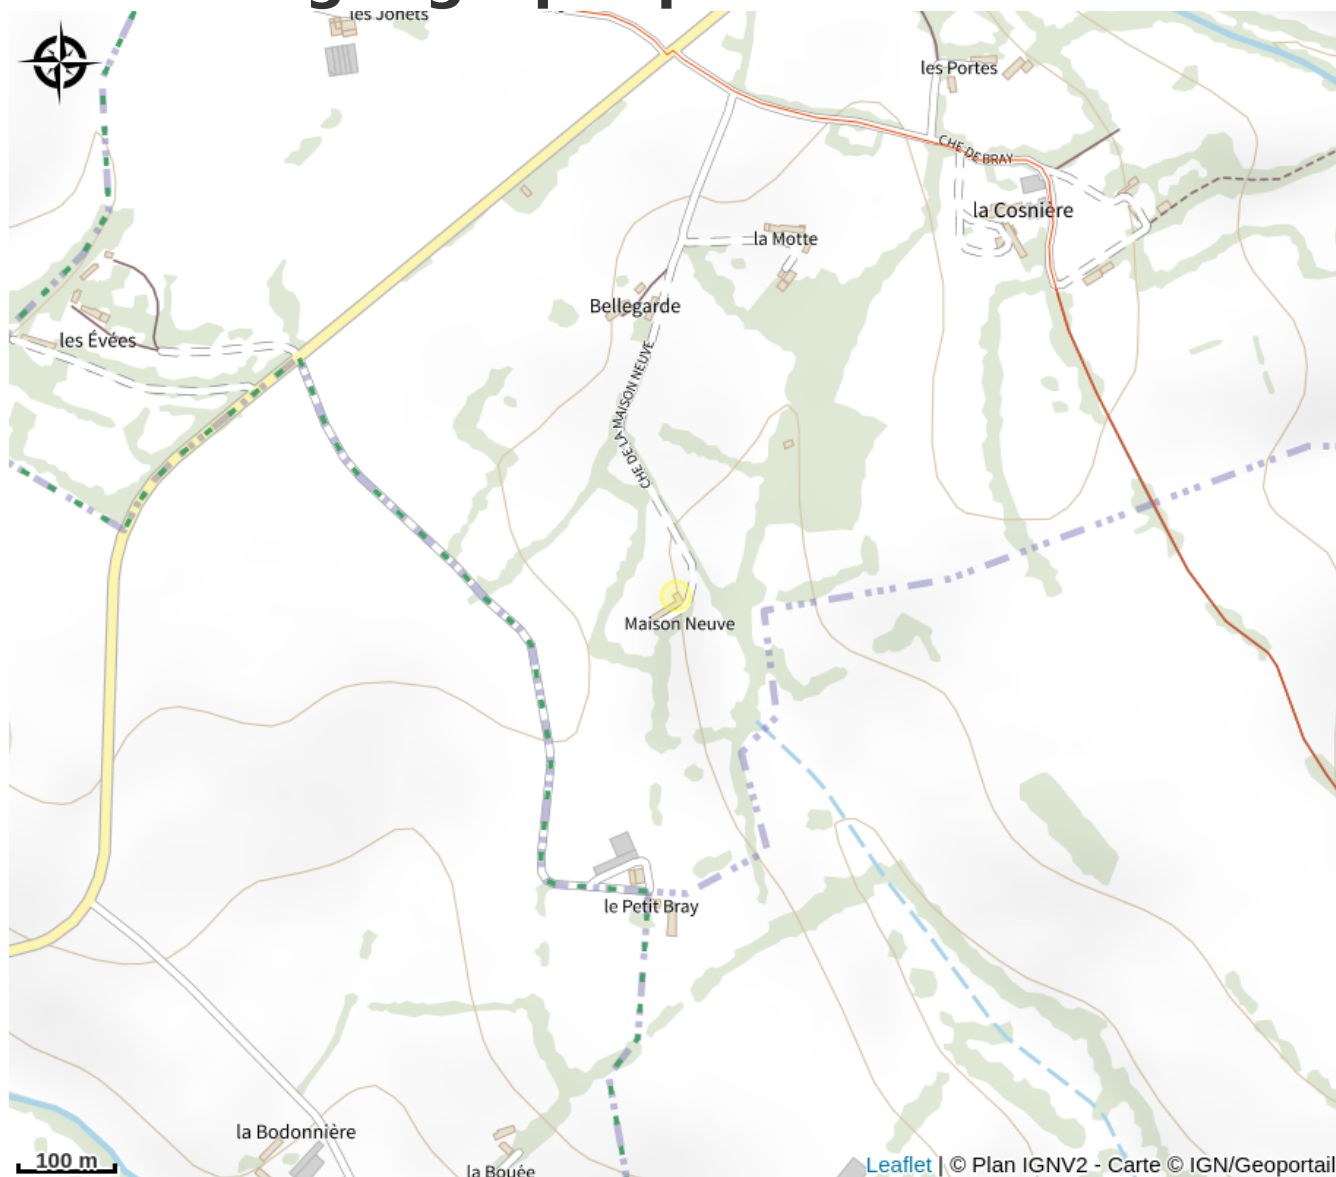 les Jonets
les Portes
CHE DE BRAY
la Cosnière
la Motte
Bellegarde
les Évées
CHE DE LA MAISON NEUVE
Maison Neuve
le Petit Bray
la Bodonnière
la Bouée
100 m
Leaflet | © Plan IGNV2 - Carte © IGN/Geoportail